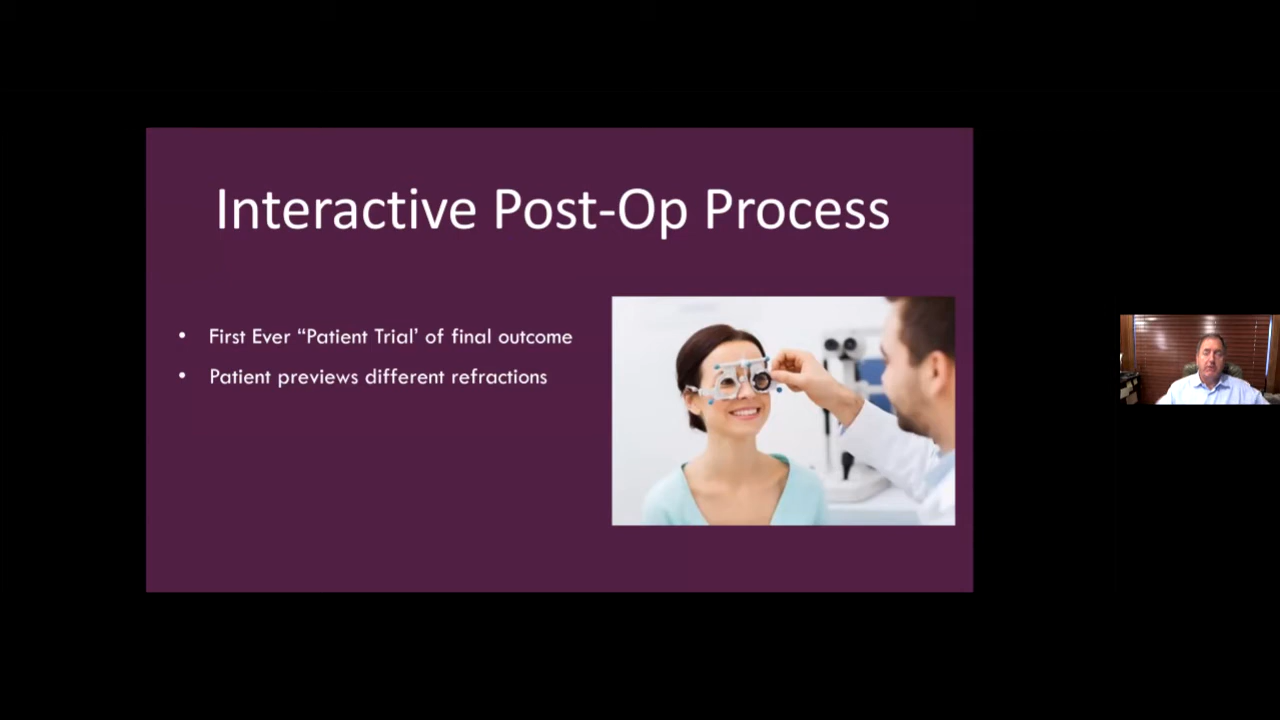 Interactive Post-Op Process
• First Ever “Patient Trial’ of final outcome
• Patient previews different refractions